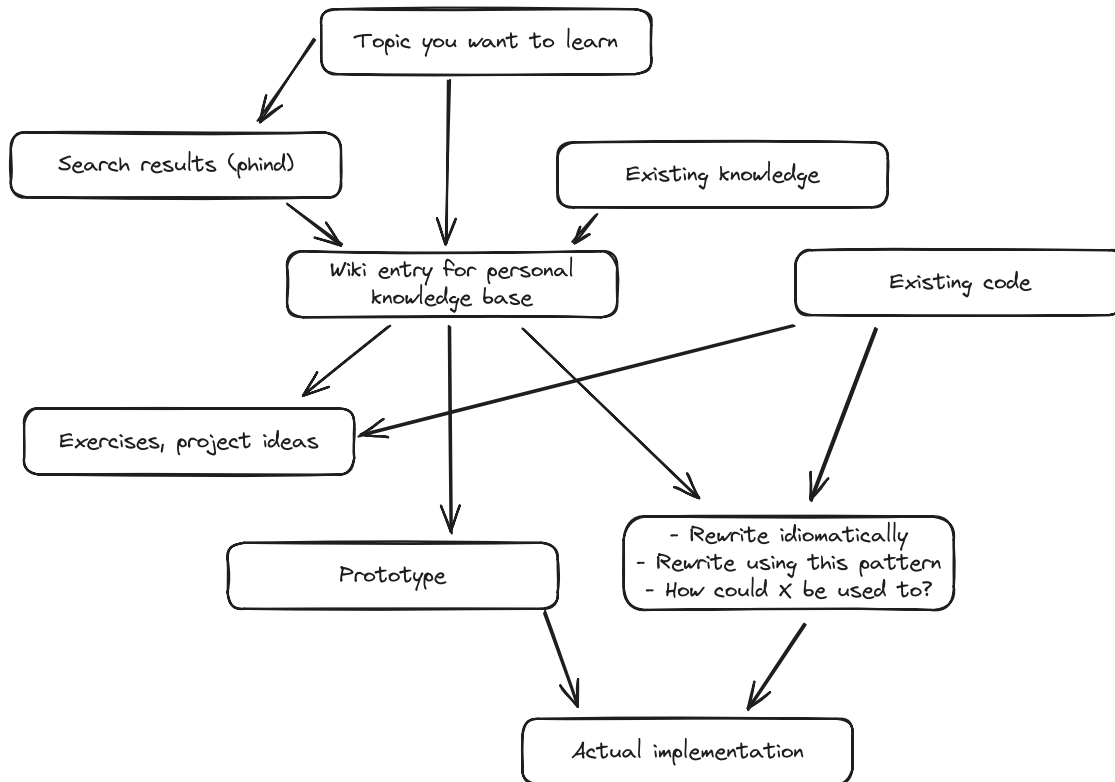 Topic you want to learn
Search results (phind)
Existing knowledge
Wiki entry for personal
knowledge base
Existing code
Exercises, project ideas
- Rewrite idiomatically
- Rewrite using this pattern
- How could X be used to?
Prototype
Actual implementation